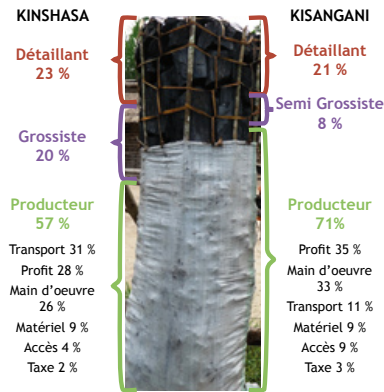 KINSHASA
Détaillant
23 %
Grossiste
20 %
Producteur
57 %
Transport 31 %
Profit 28 %
Main d'oeuvre
26 %
Matériel 9 %
Accès 4 %
Taxe 2 %
KISANGANI
Détaillant
21 %
Semi Grossiste
8 %
Producteur
71%
Profit 35 %
Main d'oeuvre
33 %
Transport 11 %
Matériel 9 %
Accès 9 %
Taxe 3 %